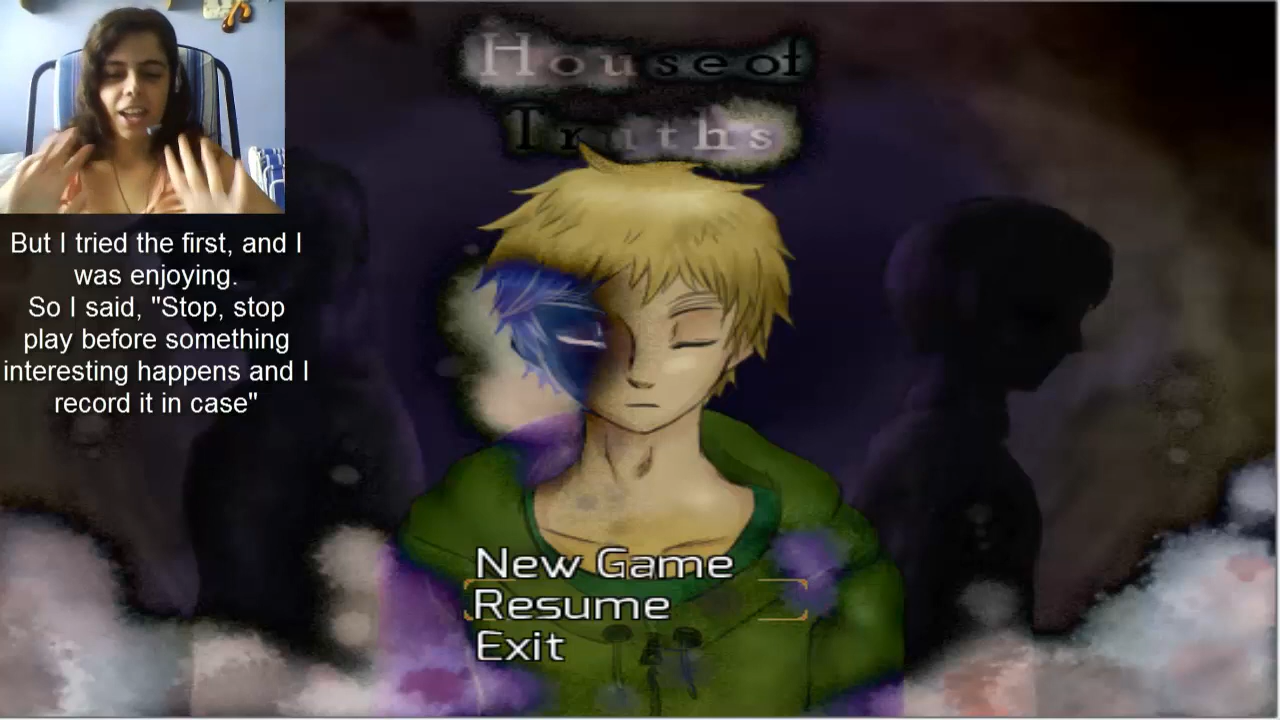 House of
Truths
But I tried the first, and I
was enjoying.
So I said, "Stop, stop
play before something
interesting happens and I
record it in case"
New Game
Resume
Exit